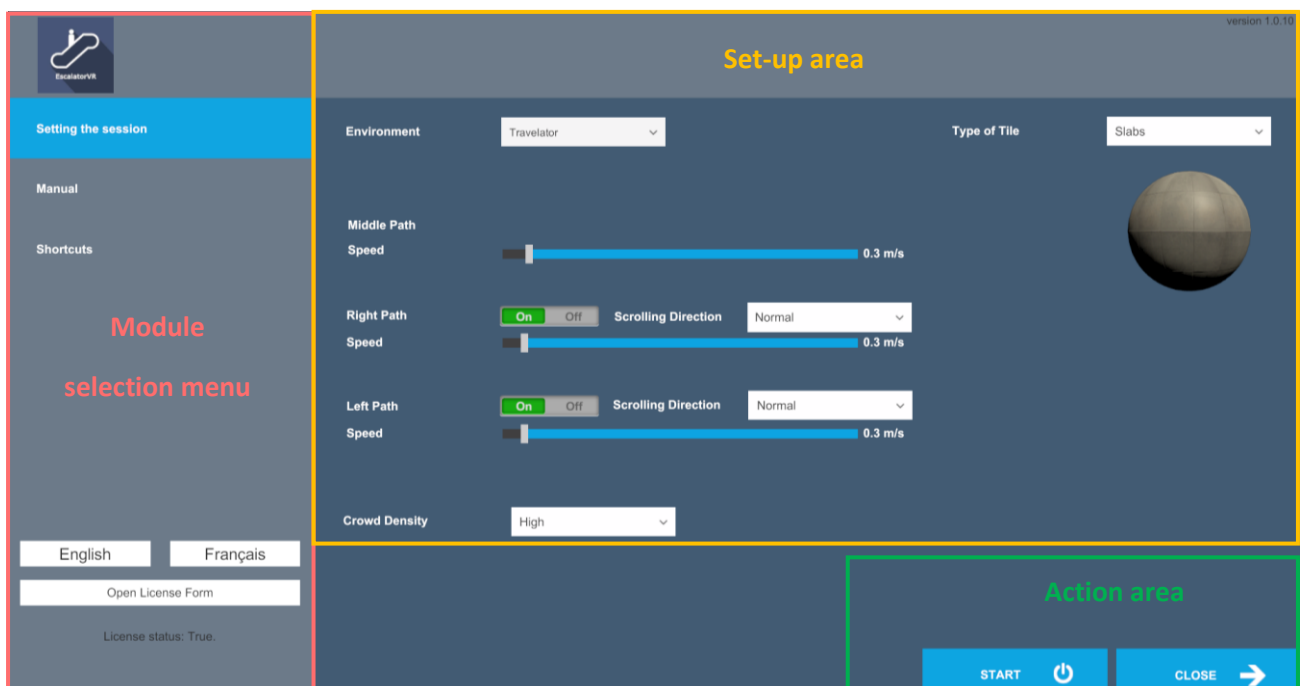 version 1.0.10
EscalatorVR
Set-up area
Setting the session
Manual
Shortcuts
Module
selection menu
English Français
Open License Form
License status: True.
Environment Travelator Type of Tile Slabs
Middle Path
Speed 0.3 m/s
Right Path On Off Scrolling Direction Normal
Speed 0.3 m/s
Left Path On Off Scrolling Direction Normal
Speed 0.3 m/s
Crowd Density High
Action area
START CLOSE